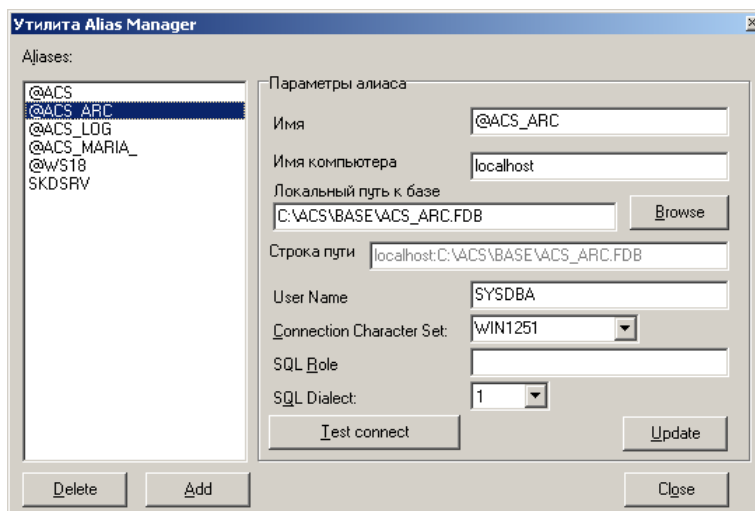 Утилита Alias Manager
Aliases:
@ACS
@ACS_ARC
@ACS_LOG
@ACS_MARIA_
@WS18
SKDSRV
Параметры алиаса
Имя
@ACS_ARC
Имя компьютера
localhost
Локальный путь к базе
C:\ACS\BASE\ACS_ARC.FDB
Browse
Строка пути
localhost:C:\ACS\BASE\ACS_ARC.FDB
User Name
SYSDBA
Connection Character Set:
WIN1251
SQL Role
SQL Dialect:
1
Test connect
Update
Delete
Add
Close